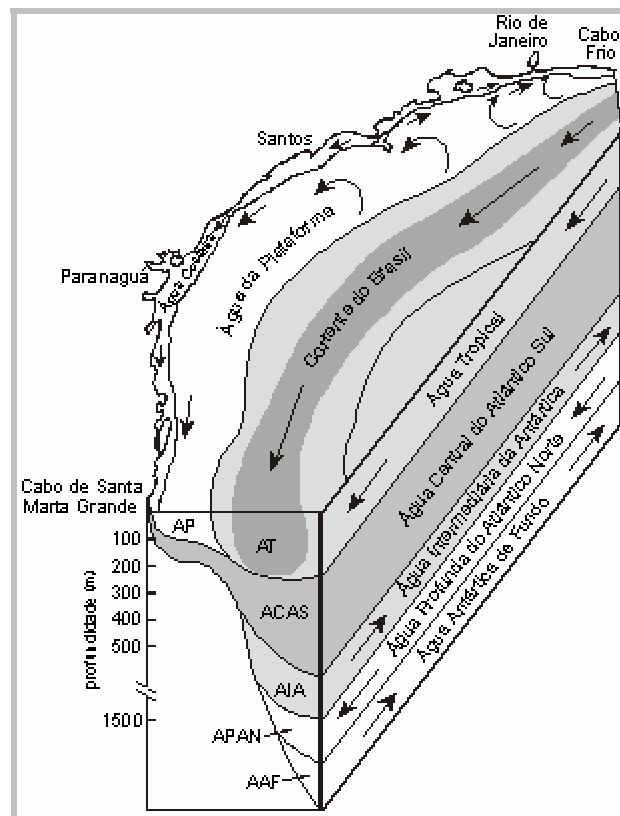 Rio de
Janeiro
Cabo
Frio
Santos
Paranaguá
Água Costeira
Água da Plataforma
Corrente do Brasil
Água Tropical
Água Central do Atlântico Sul
Água Intermediária da Antártica
Água Profunda do Atlântico Norte
Água Antártica de Fundo
Cabo de Santa
Marta Grande
AP
AT
100
200
300
400
500
1500
profundidade (m)
ACAS
AIA
APAN
AAF